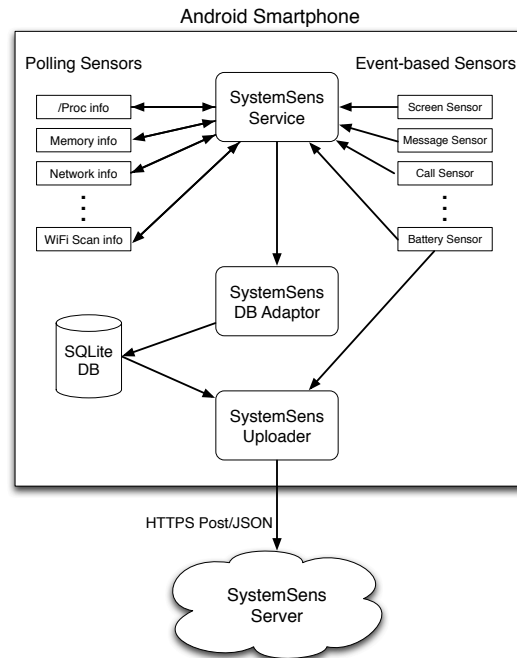 Android Smartphone
Polling Sensors
Event-based Sensors
SystemSens
Service
/Proc info
Memory info
Network info
WiFi Scan info
Screen Sensor
Message Sensor
Call Sensor
Battery Sensor
SystemSens
DB Adaptor
SQLite
DB
SystemSens
Uploader
HTTPS Post/JSON
SystemSens
Server